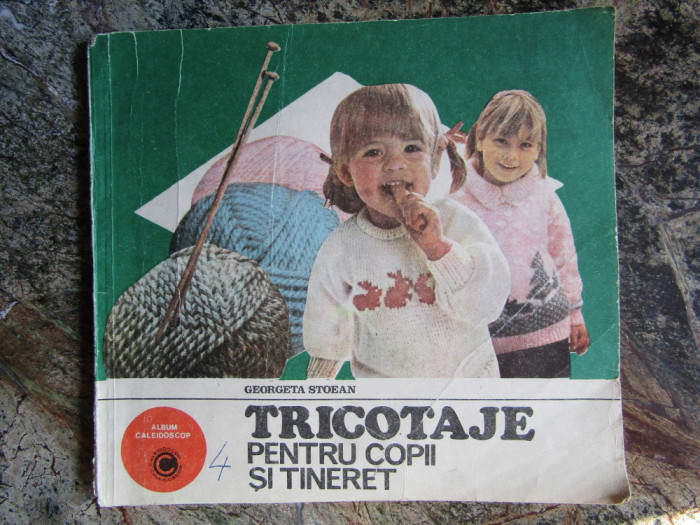 GEORGETA STOEAN
TRICOTAJE
PENTRU COPII
ȘI TINERET
ALBUM
CALEIDOSCOP
C
4